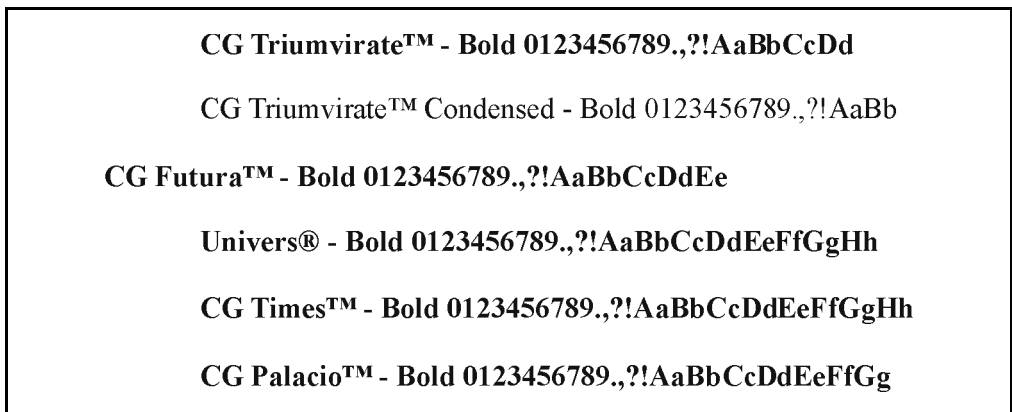 CG Triumvirate™ - Bold 0123456789.,?!AaBbCcDd
CG Triumvirate™ Condensed - Bold 0123456789.,?!AaBb
CG Futura™ - Bold 0123456789.,?!AaBbCcDdEe
Univers® - Bold 0123456789.,?!AaBbCcDdEeFfGgHh
CG Times™ - Bold 0123456789.,?!AaBbCcDdEeFfGgHh
CG Palacio™ - Bold 0123456789.,?!AaBbCcDdEeFfGg